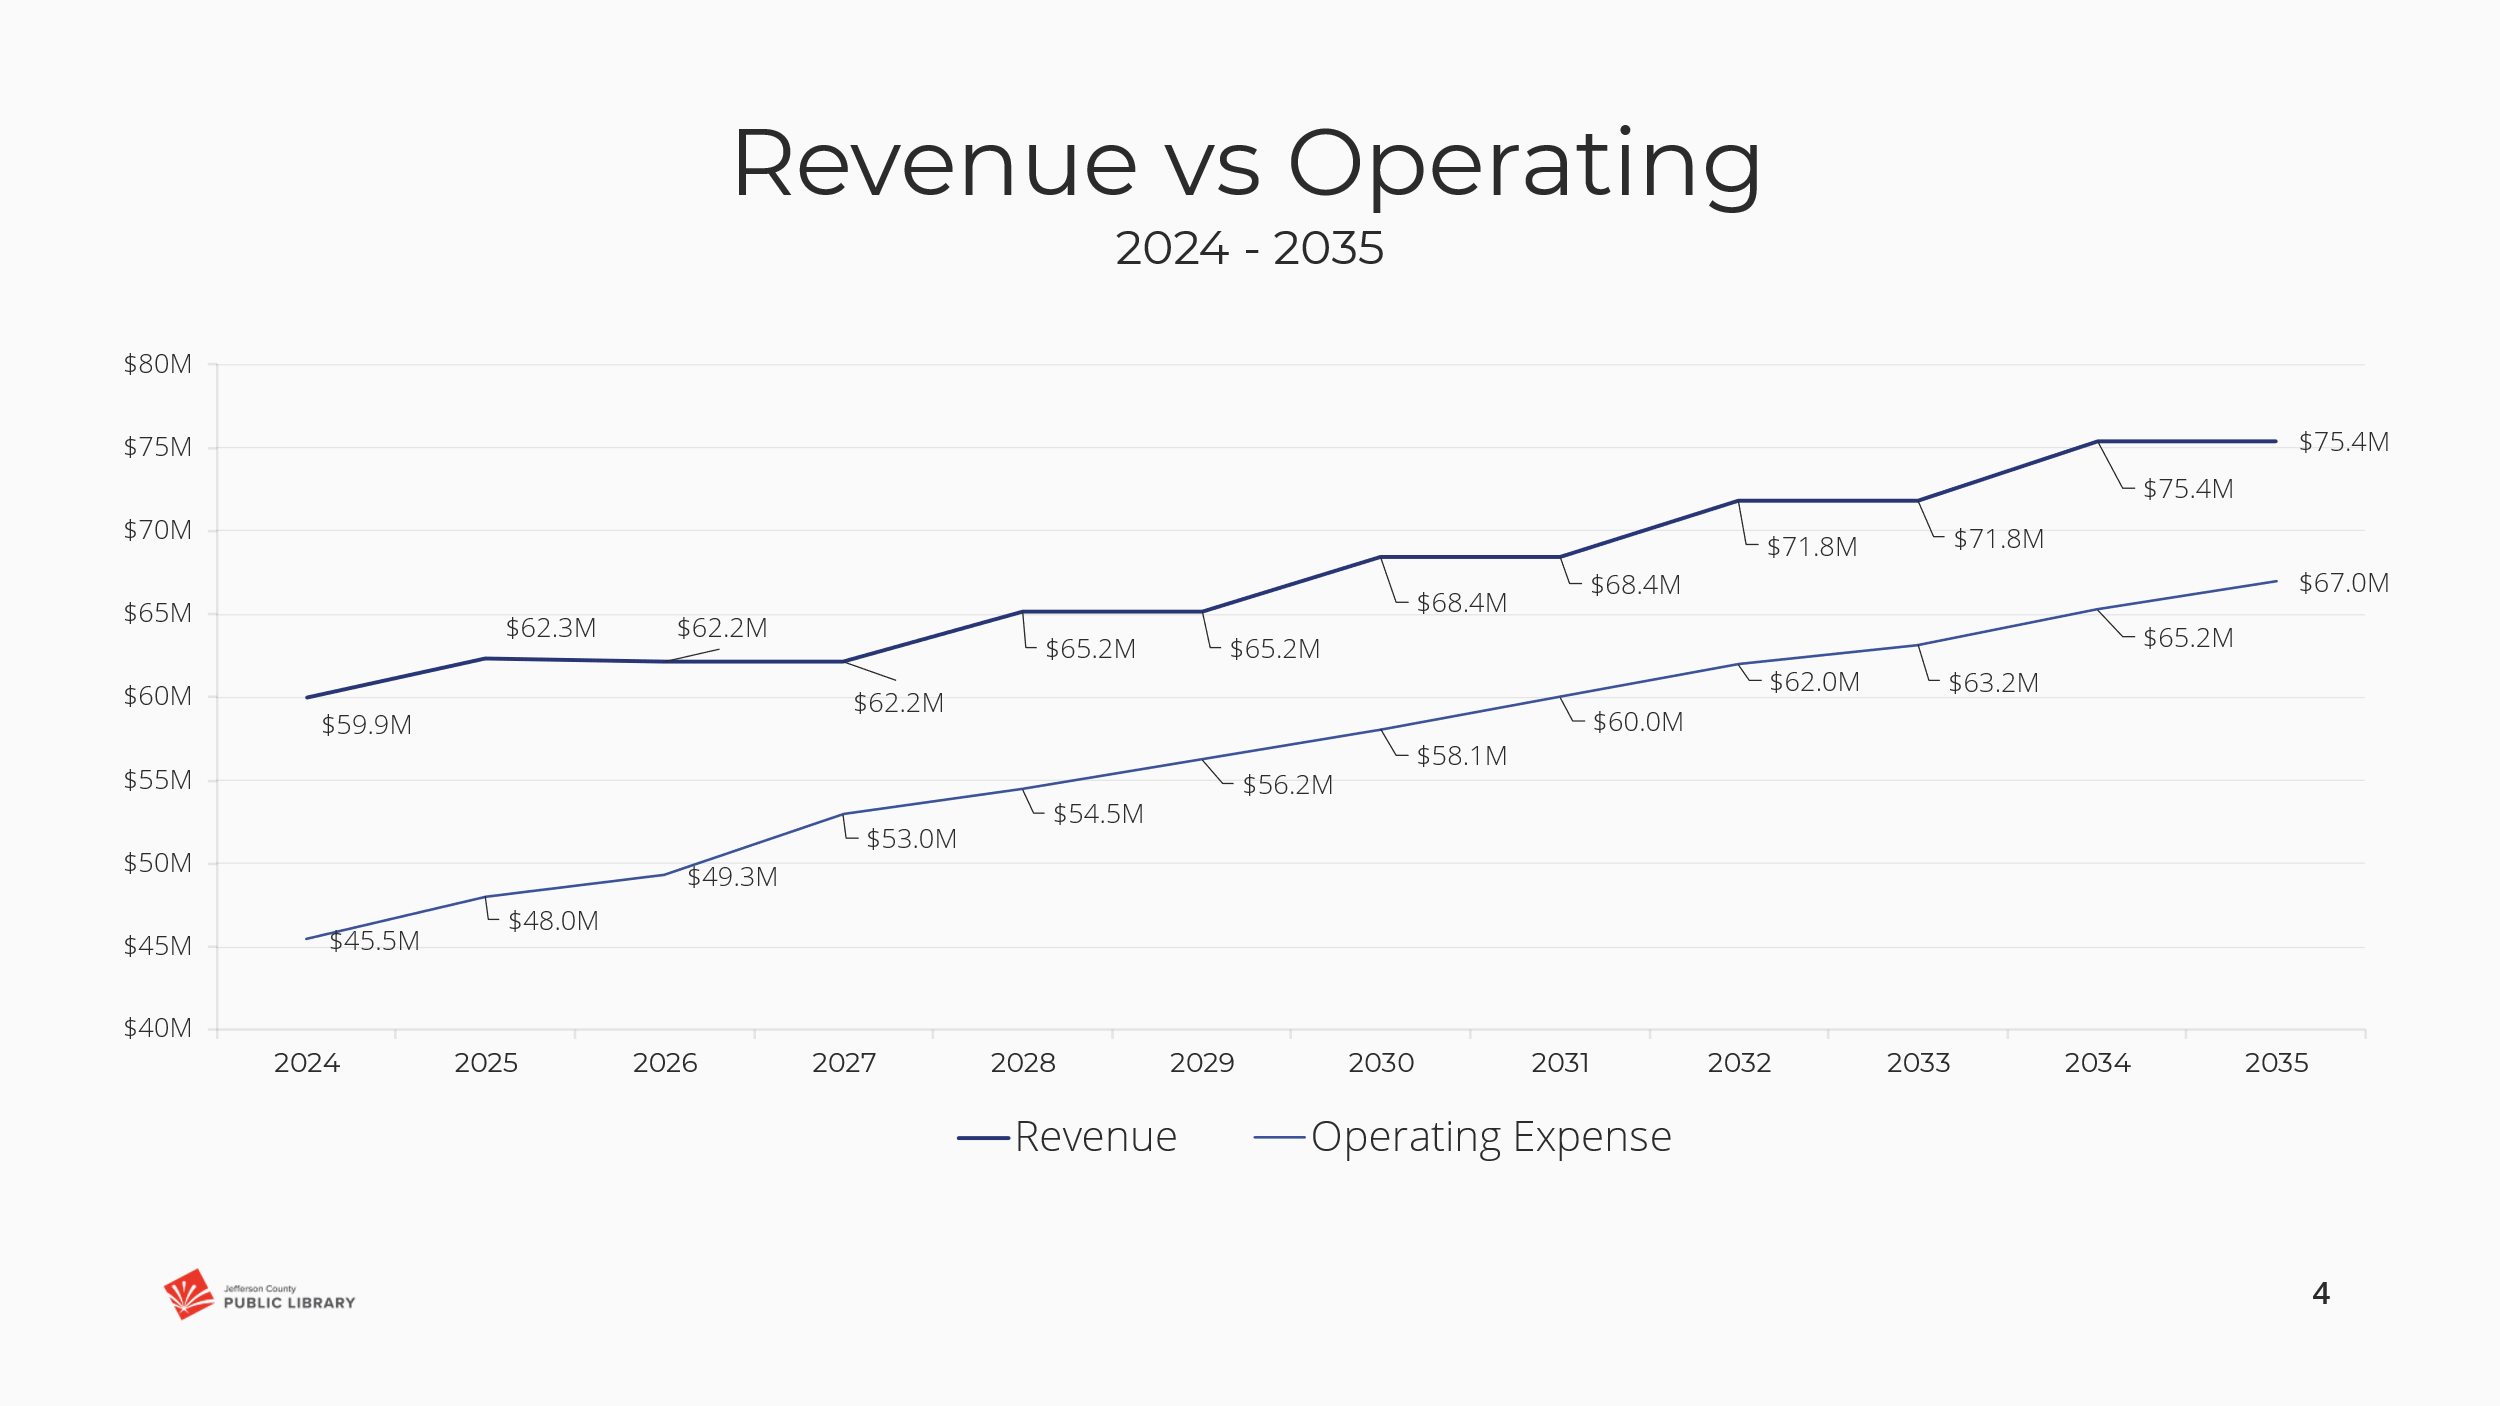 Revenue vs Operating
2024 - 2035
$80M
$75M
$70M
$65M
$60M
$55M
$50M
$45M
$40M
$59.9M
$62.3M
$62.2M
$62.2M
$65.2M
$65.2M
$68.4M
$68.4M
$71.8M
$71.8M
$75.4M
$75.4M
$45.5M
$48.0M
$49.3M
$53.0M
$54.5M
$56.2M
$58.1M
$60.0M
$62.0M
$63.2M
$65.2M
$67.0M
2024 2025 2026 2027 2028 2029 2030 2031 2032 2033 2034 2035
Revenue Operating Expense
Jefferson County
PUBLIC LIBRARY
4